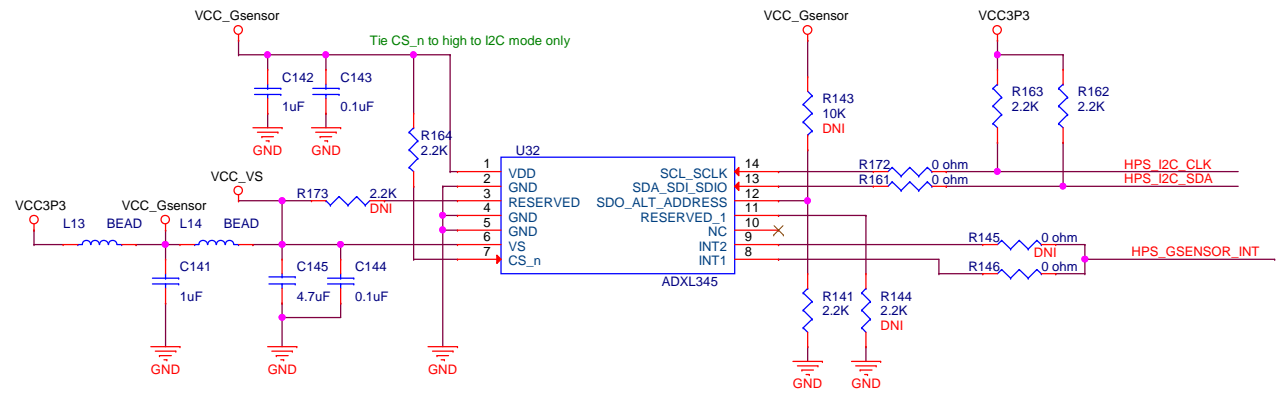 VCC_Gsensor
VCC_Gsensor
VCC3P3
Tie CS_n to high to I2C mode only
C142
1uF
C143
0.1uF
GND
GND
R164
2.2K
R143
10K
DNI
R163
2.2K
R162
2.2K
U32
1
VDD
2
GND
3
RESERVED
4
GND
5
GND
6
VS
7
CS_n
SCL_SCLK
14
SDA_SDI_SDIO
13
SDO_ALT_ADDRESS
12
RESERVED_1
11
NC
10
INT2
9
INT1
8
ADXL345
R172
0 ohm
HPS_I2C_CLK
R161
0 ohm
HPS_I2C_SDA
VCC_VS
R173
2.2K
DNI
VCC3P3
L13
BEAD
VCC_Gsensor
L14
BEAD
C141
1uF
C145
4.7uF
C144
0.1uF
R145
0 ohm
DNI
R146
0 ohm
HPS_GSENSOR_INT
R141
2.2K
R144
2.2K
DNI
GND
GND
GND
GND
GND